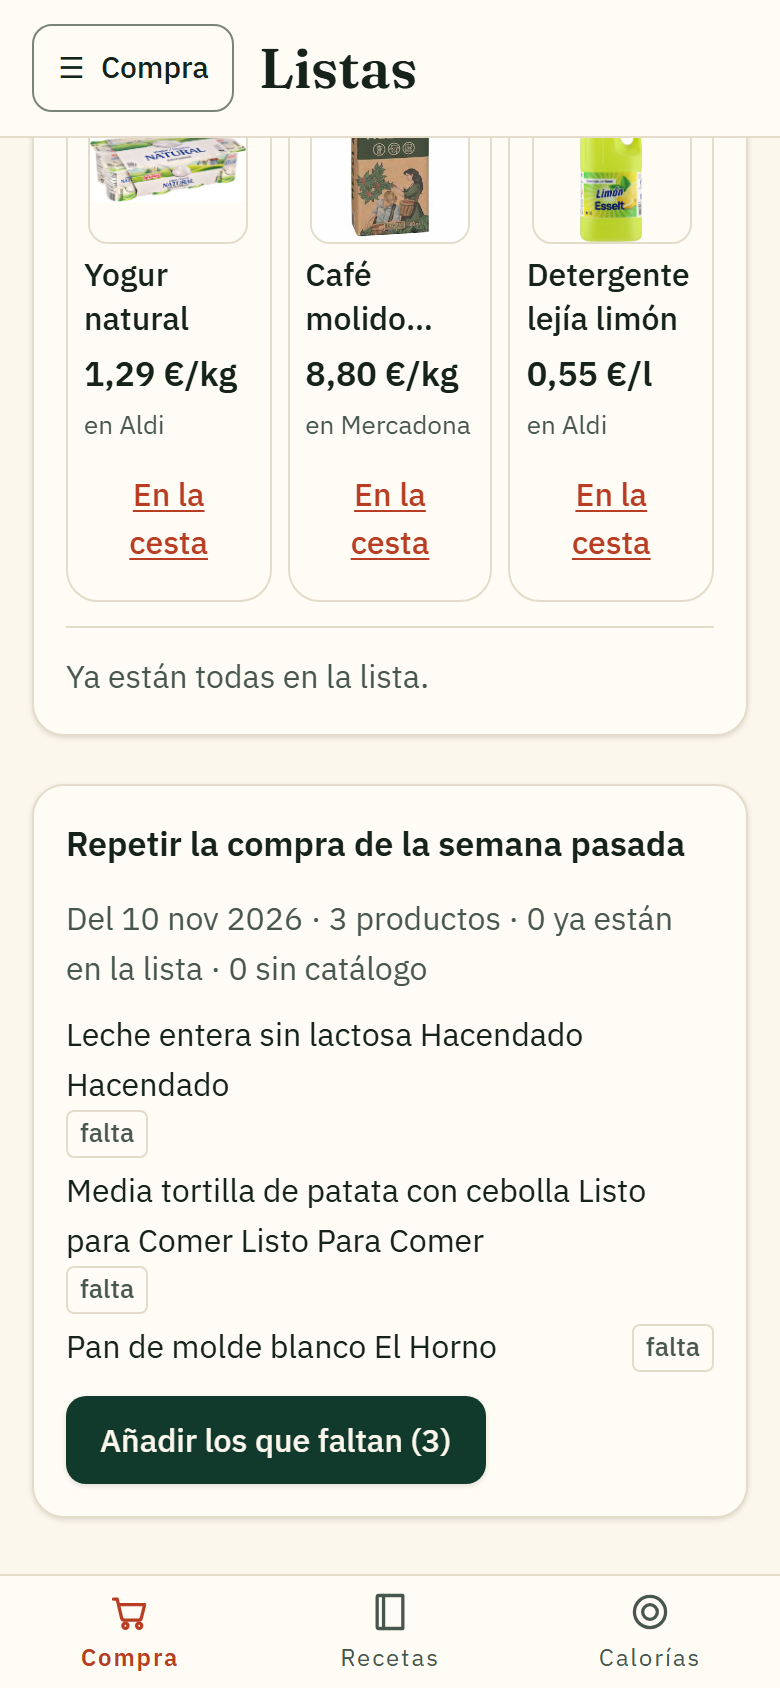 ☰ Compra
Listas
NATURAL
NATURAL
Limón
Esselt
Yogur
natural
1,29 €/kg
en Aldi
En la
cesta
Café
molido...
8,80 €/kg
en Mercadona
En la
cesta
Detergente
lejía limón
0,55 €/l
en Aldi
En la
cesta
Ya están todas en la lista.
Repetir la compra de la semana pasada
Del 10 nov 2026 · 3 productos · 0 ya están
en la lista · 0 sin catálogo
Leche entera sin lactosa Hacendado
Hacendado
falta
Media tortilla de patata con cebolla Listo
para Comer Listo Para Comer
falta
Pan de molde blanco El Horno
falta
Añadir los que faltan (3)
Compra
Recetas
Calorías